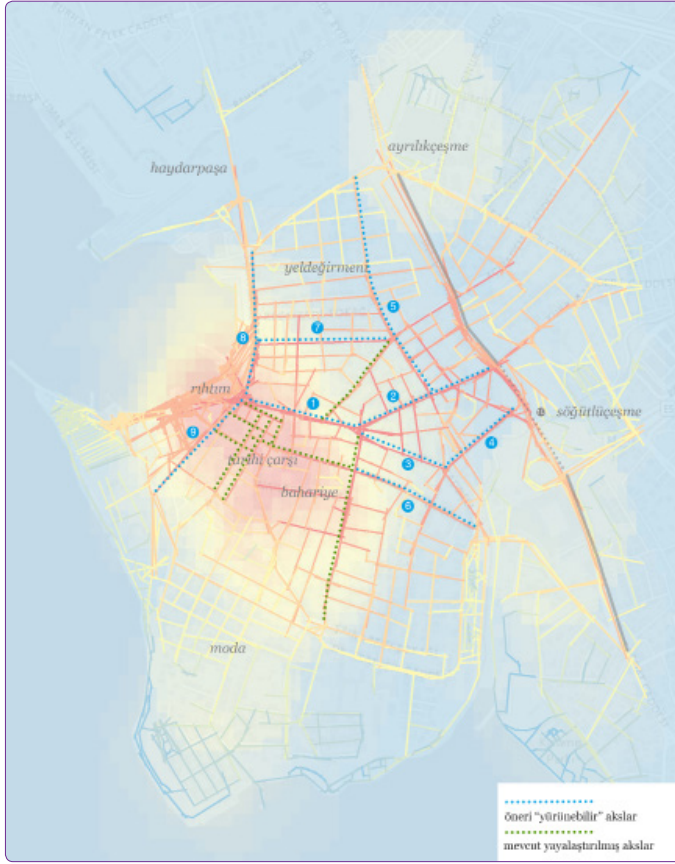 ayrılıkçeşme
haydarpaşa
yeldeğirmeni
5
7
8
rıhtım
2
1
söğütlüçeşme
9
4
tarihi çarşı
3
bahariye
6
moda
öneri “yürünebilir” akslar
mevcut yayalaştırılmış akslar